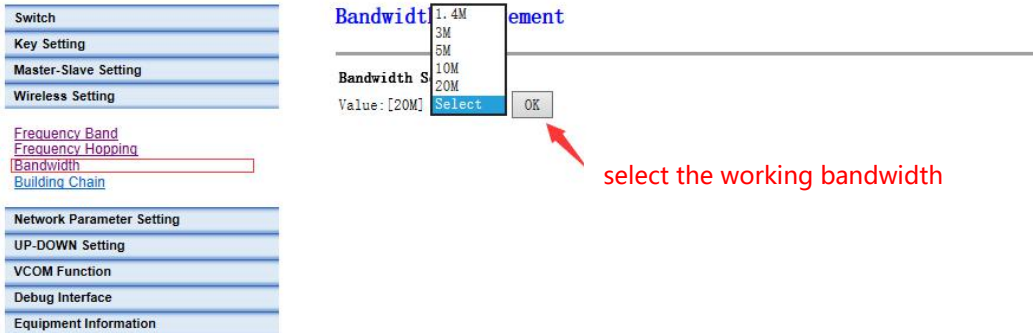 Switch
Key Setting
Master-Slave Setting
Wireless Setting
Frequency Band
Frequency Hopping
Bandwidth
Building Chain
Network Parameter Setting
UP-DOWN Setting
VCOM Function
Debug Interface
Equipment Information
Bandwidt ement
1.4M
3M
5M
10M
20M
Select
Bandwidth S
Value:[20M]
OK
select the working bandwidth